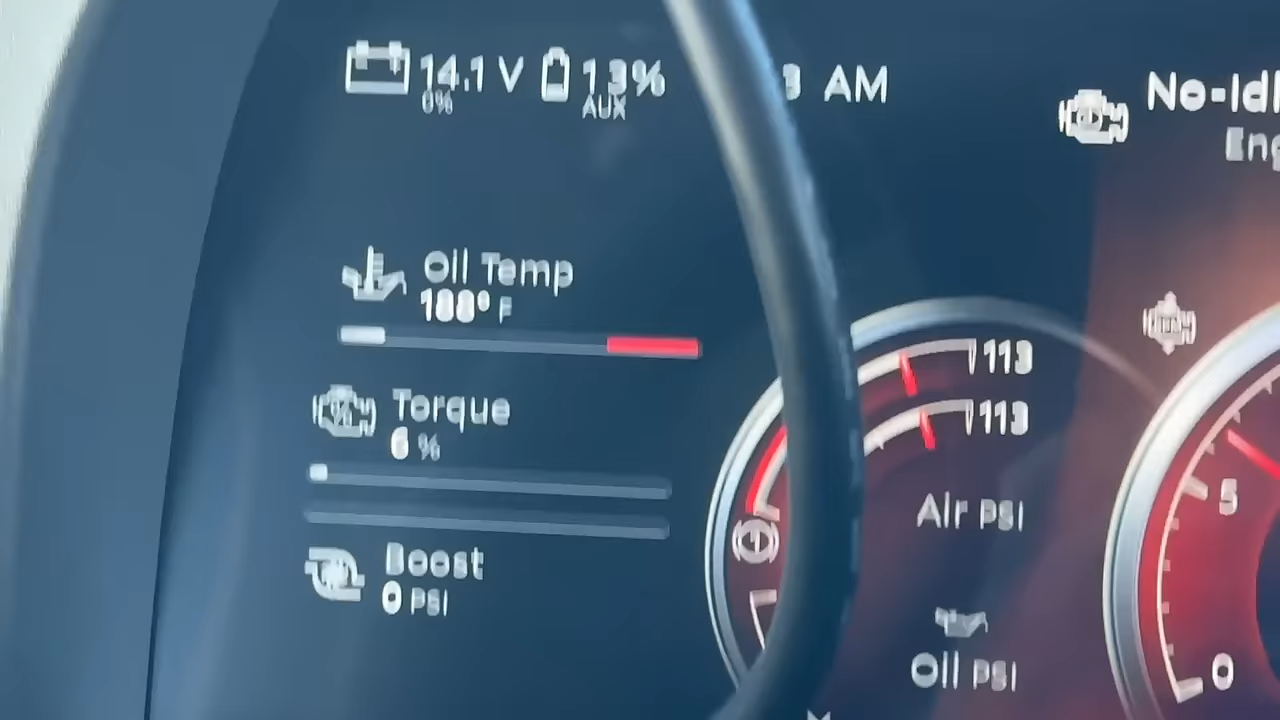 14.1 V
0%
13%
AUX
3 AM
No-Idl
Eng
Oil Temp
188° F
Torque
6 %
Boost
0 PSI
113
113
Air PSI
Oil PSI
5
0